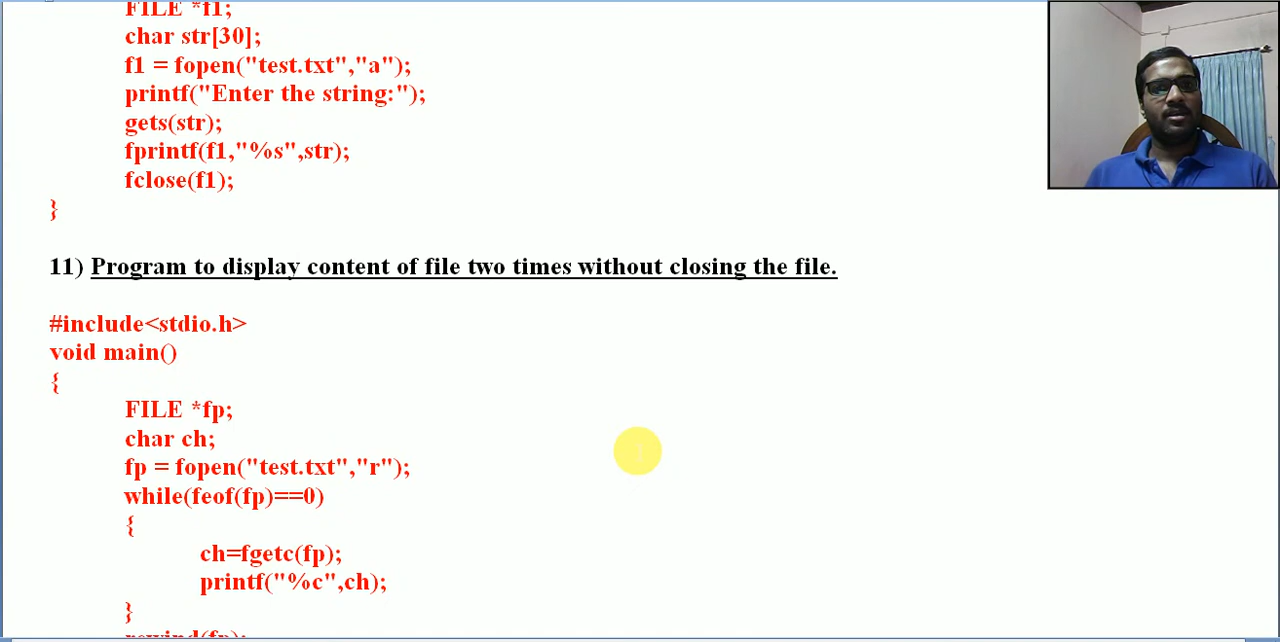 FILE *f1;
char str[30];
f1 = fopen("test.txt","a");
printf("Enter the string:");
gets(str);
fprintf(f1,"%s",str);
fclose(f1);
}
11) Program to display content of file two times without closing the file.
#include<stdio.h>
void main()
{
FILE *fp;
char ch;
fp = fopen("test.txt","r");
while(feof(fp)==0)
{
ch=fgetc(fp);
printf("%c",ch);
}
rewind(fp);